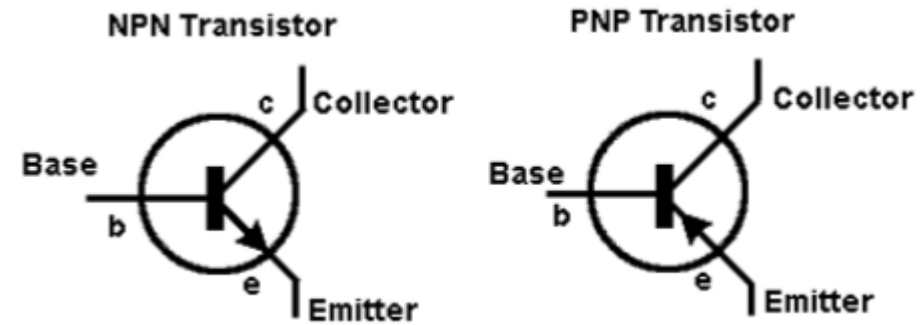 NPN Transistor
c
Collector
Base
b
e
Emitter
PNP Transistor
c
Collector
Base
b
e
Emitter